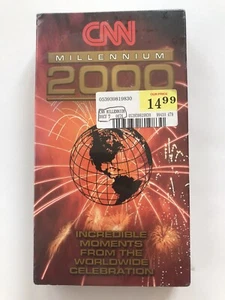 CNN
MILLENNIUM
2000
14.99
INCREDIBLE
MOMENTS
FROM THE
WORLDWIDE
CELEBRATION